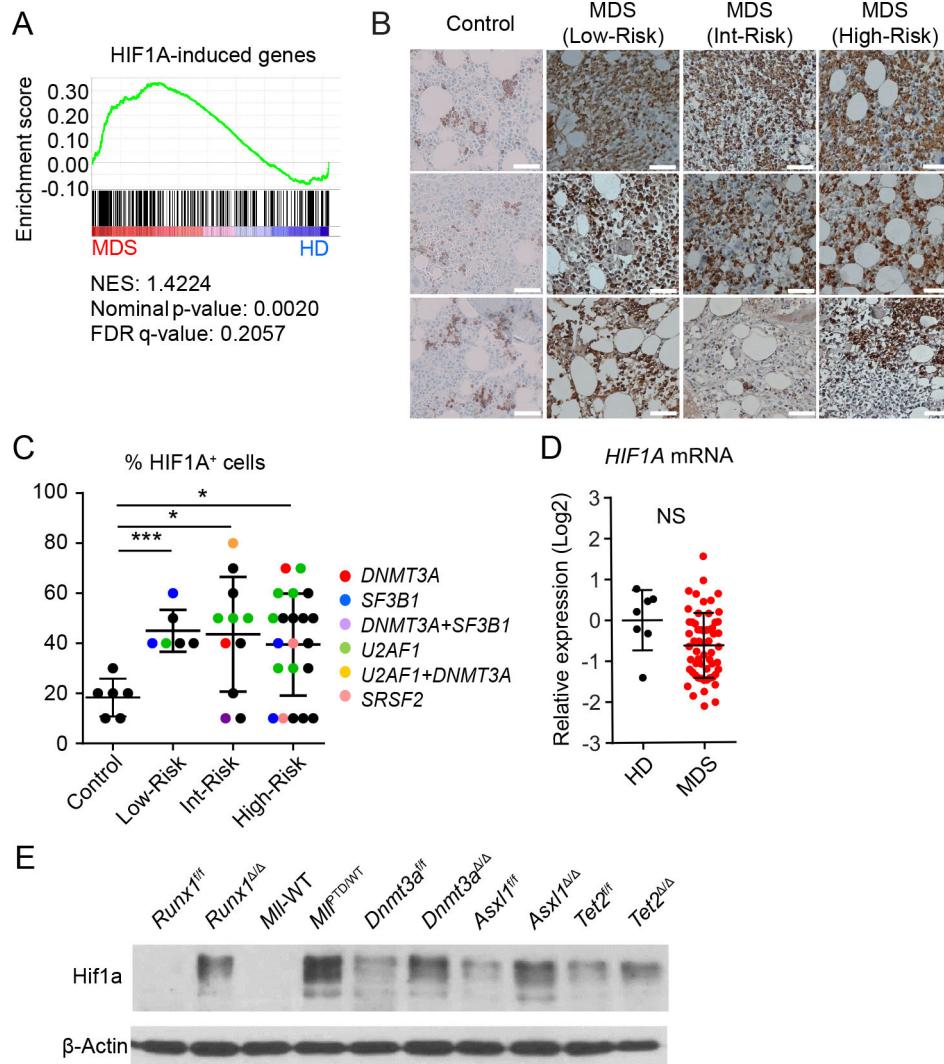 A
HIF1A-induced genes
Enrichment score
0.30
0.20
0.10
0.00
-0.10
MDS
HD
NES: 1.4224
Nominal p-value: 0.0020
FDR q-value: 0.2057
B
Control
MDS
(Low-Risk)
MDS
(Int-Risk)
MDS
(High-Risk)
C
% HIF1A⁺ cells
100
80
60
40
20
0
*
*
***
Control
Low-Risk
Int-Risk
High-Risk
DNMT3A
SF3B1
DNMT3A+SF3B1
U2AF1
U2AF1+DNMT3A
SRSF2
D
HIF1A mRNA
Relative expression (Log2)
3
2
1
0
-1
-2
-3
NS
HD
MDS
E
Runx1ᶠ/ᶠ
Runx1Δ/Δ
Mll-WT
Mllᴾᵀᴰ/ᵂᵀ
Dnmt3aᶠ/ᶠ
Dnmt3aΔ/Δ
Asxl1ᶠ/ᶠ
Asxl1Δ/Δ
Tet2ᶠ/ᶠ
Tet2Δ/Δ
Hif1a
β-Actin